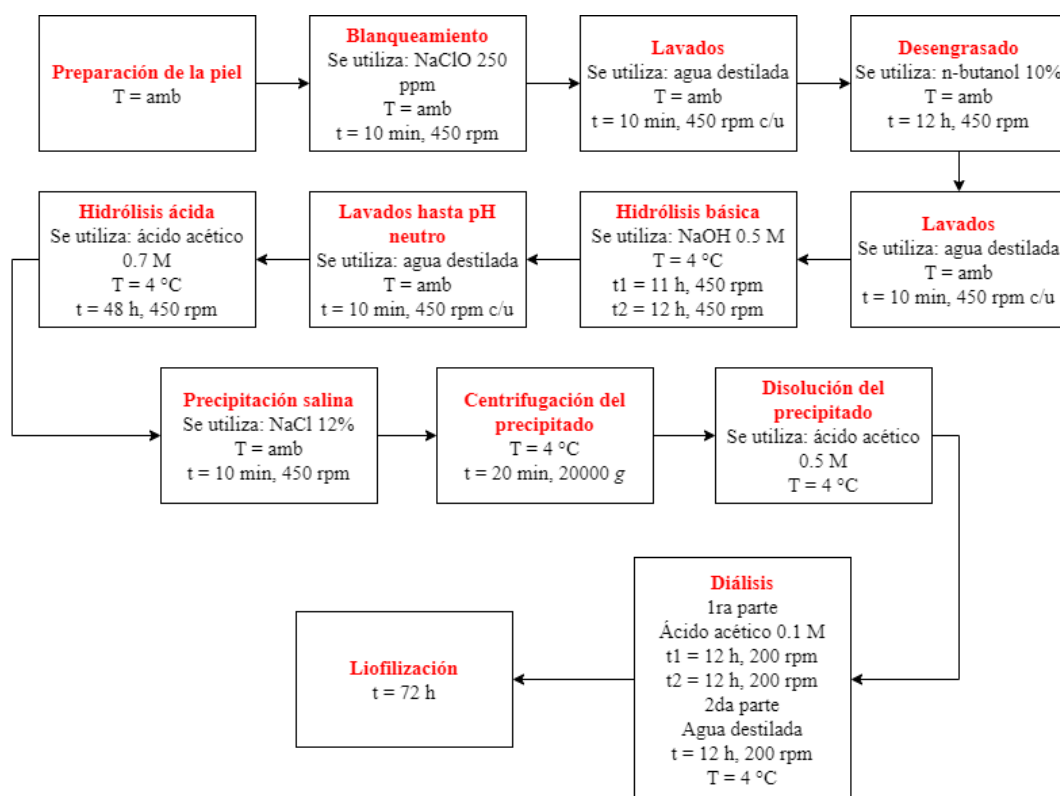 Preparación de la piel
T = amb
Blanqueamiento
Se utiliza: NaClO 250
ppm
T = amb
t = 10 min, 450 rpm
Lavados
Se utiliza: agua destilada
T = amb
t = 10 min, 450 rpm c/u
Desengrasado
Se utiliza: n-butanol 10%
T = amb
t = 12 h, 450 rpm
Lavados
Se utiliza: agua destilada
T = amb
t = 10 min, 450 rpm c/u
Hidrólisis básica
Se utiliza: NaOH 0.5 M
T = 4 °C
t1 = 11 h, 450 rpm
t2 = 12 h, 450 rpm
Lavados hasta pH
neutro
Se utiliza: agua destilada
T = amb
t = 10 min, 450 rpm c/u
Hidrólisis ácida
Se utiliza: ácido acético
0.7 M
T = 4 °C
t = 48 h, 450 rpm
Precipitación salina
Se utiliza: NaCl 12%
T = amb
t = 10 min, 450 rpm
Centrifugación del
precipitado
T = 4 °C
t = 20 min, 20000 g
Disolución del
precipitado
Se utiliza: ácido acético
0.5 M
T = 4 °C
Diálisis
1ra parte
Ácido acético 0.1 M
t1 = 12 h, 200 rpm
t2 = 12 h, 200 rpm
2da parte
Agua destilada
t = 12 h, 200 rpm
T = 4 °C
Liofilización
t = 72 h